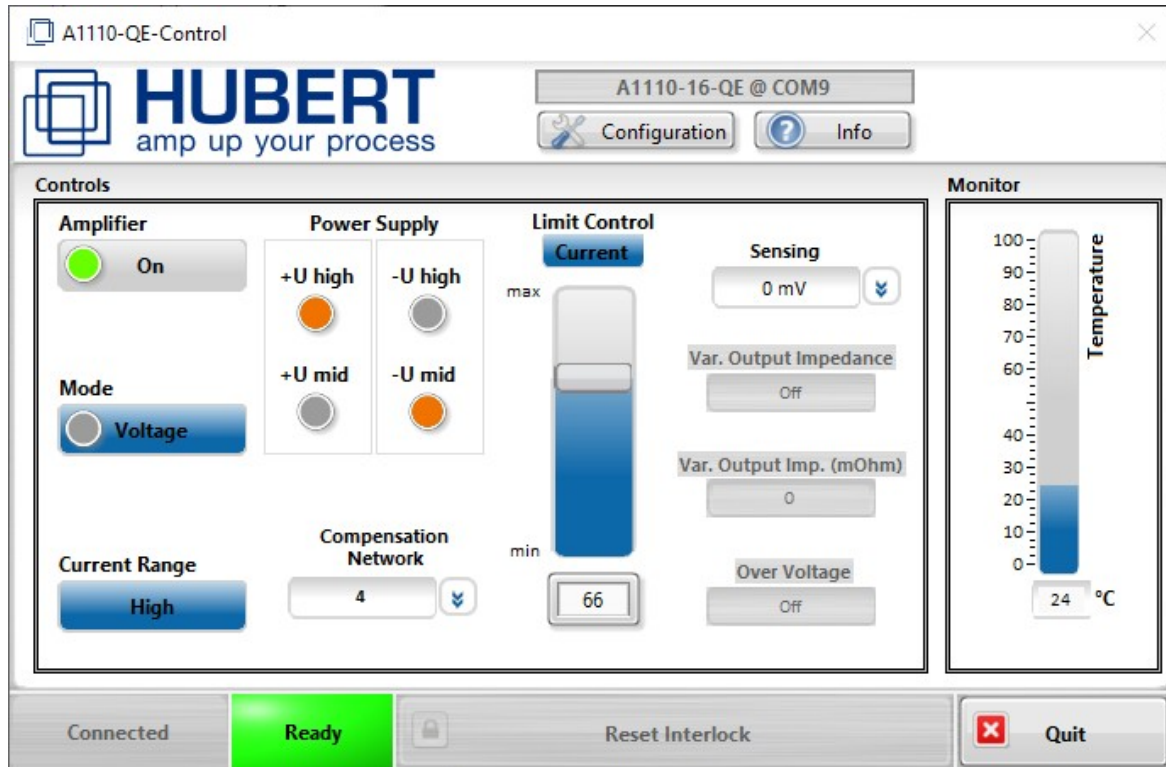 A1110-QE-Control
HUBERT
amp up your process
A1110-16-QE @ COM9
Configuration
Info
Controls
Amplifier
On
Mode
Voltage
Current Range
High
Power Supply
+U high
-U high
+U mid
-U mid
Compensation
Network
4
Limit Control
Current
max
min
66
Sensing
0 mV
Var. Output Impedance
Off
Var. Output Imp. (mOhm)
0
Over Voltage
Off
Monitor
100
90
80
70
60
40
30
20
10
0
Temperature
24 °C
Connected
Ready
Reset Interlock
Quit